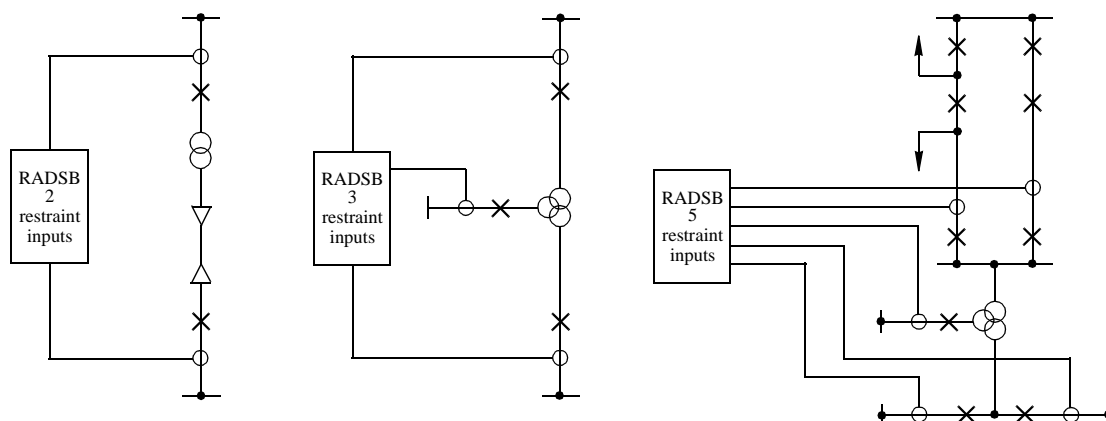 RADSB
2
restraint
inputs
RADSB
3
restraint
inputs
RADSB
5
restraint
inputs